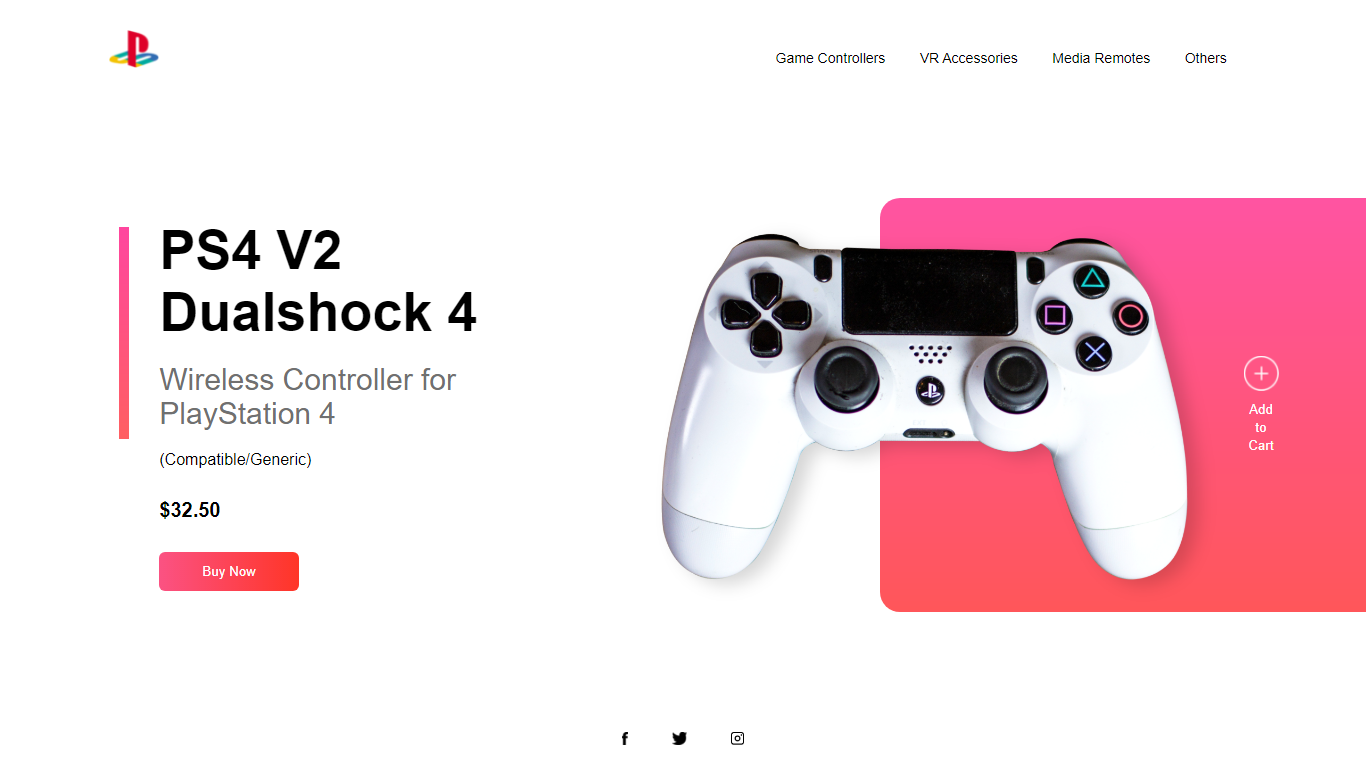 Game Controllers
VR Accessories
Media Remotes
Others
PS4 V2
Dualshock 4
Wireless Controller for
PlayStation 4
(Compatible/Generic)
$32.50
Buy Now
Add
to
Cart